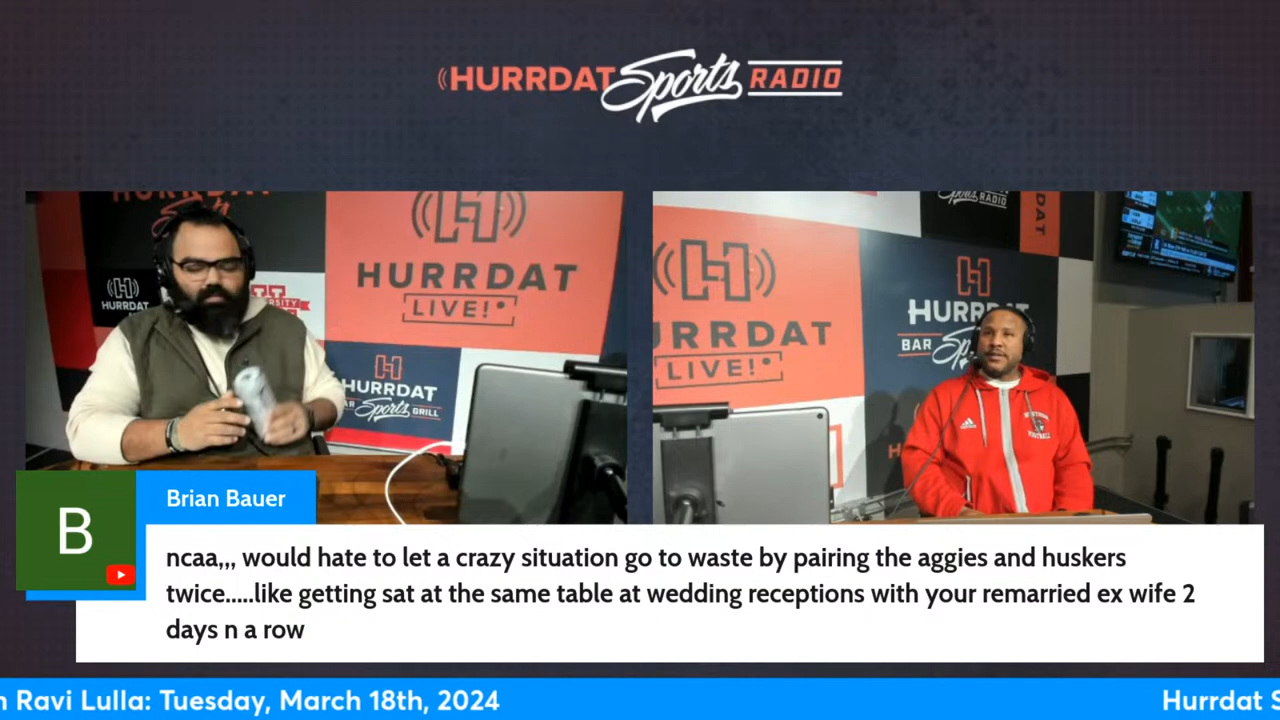 HURRDAT Sports RADIO
HURRDAT
HURRDAT
LIVE!
HURRDAT
Sports GRILL
HURRDAT
LIVE!
HURRDAT
BAR
RADIO
DAT
Brian Bauer
B
ncaa,,, would hate to let a crazy situation go to waste by pairing the aggies and huskers
twice.....like getting sat at the same table at wedding receptions with your remarried ex wife 2
days n a row
n Ravi Lulla: Tuesday, March 18th, 2024
Hurrdat S